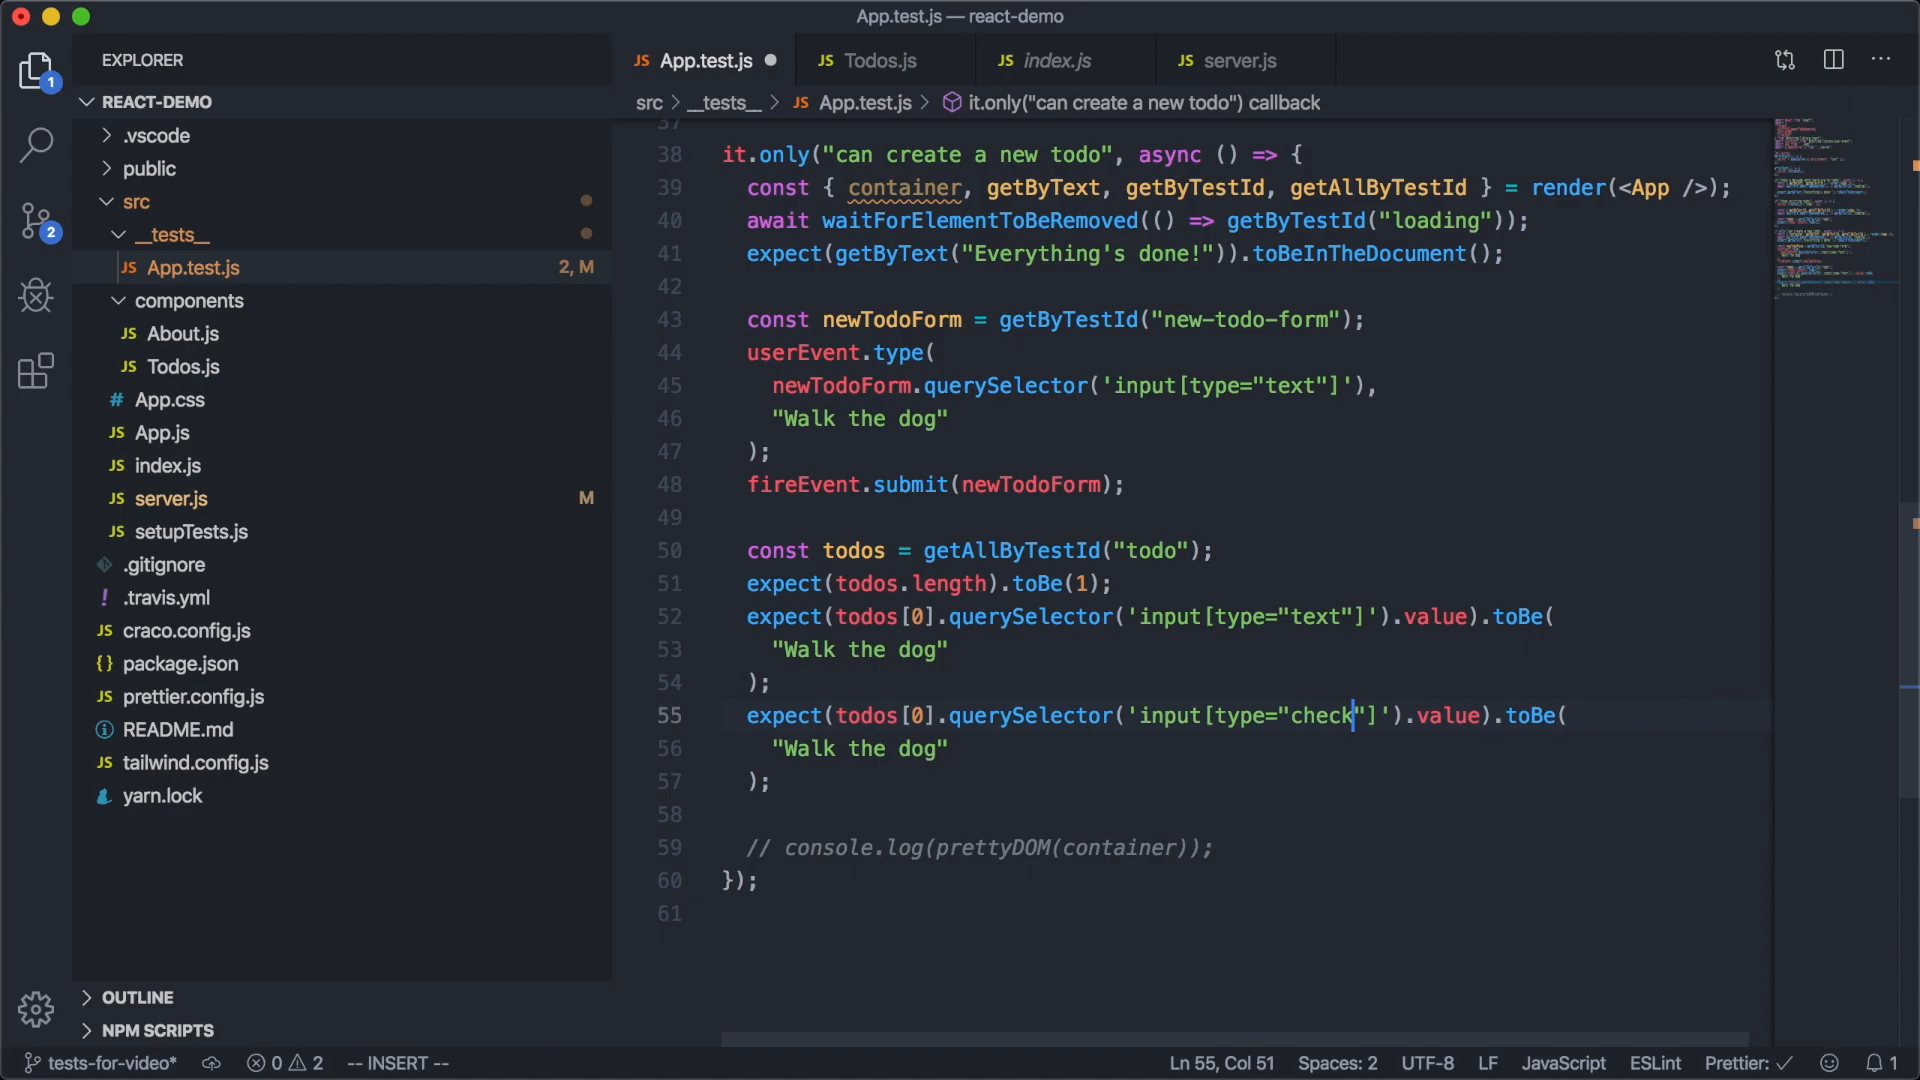 App.test.js — react-demo
EXPLORER
REACT-DEMO
.vscode
public
src
__tests__
JS App.test.js 2, M
components
JS About.js
JS Todos.js
# App.css
JS App.js
JS index.js
JS server.js M
JS setupTests.js
.gitignore
! .travis.yml
JS craco.config.js
{} package.json
JS prettier.config.js
README.md
JS tailwind.config.js
yarn.lock
OUTLINE
NPM SCRIPTS
1
2
JS App.test.js
JS Todos.js
JS index.js
JS server.js
src > __tests__ > JS App.test.js > it.only("can create a new todo") callback
37
38 it.only("can create a new todo", async () => {
39 const { container, getByText, getByTestId, getAllByTestId } = render(<App />);
40 await waitForElementToBeRemoved(() => getByTestId("loading"));
41 expect(getByText("Everything's done!")).toBeInTheDocument();
42
43 const newTodoForm = getByTestId("new-todo-form");
44 userEvent.type(
45 newTodoForm.querySelector('input[type="text"]'),
46 "Walk the dog"
47 );
48 fireEvent.submit(newTodoForm);
49
50 const todos = getAllByTestId("todo");
51 expect(todos.length).toBe(1);
52 expect(todos[0].querySelector('input[type="text"]').value).toBe(
53 "Walk the dog"
54 );
55 expect(todos[0].querySelector('input[type="check"]').value).toBe(
56 "Walk the dog"
57 );
58
59 // console.log(prettyDOM(container));
60 });
61
tests-for-video* 0 2 -- INSERT -- Ln 55, Col 51 Spaces: 2 UTF-8 LF JavaScript ESLint Prettier: ✓ 1